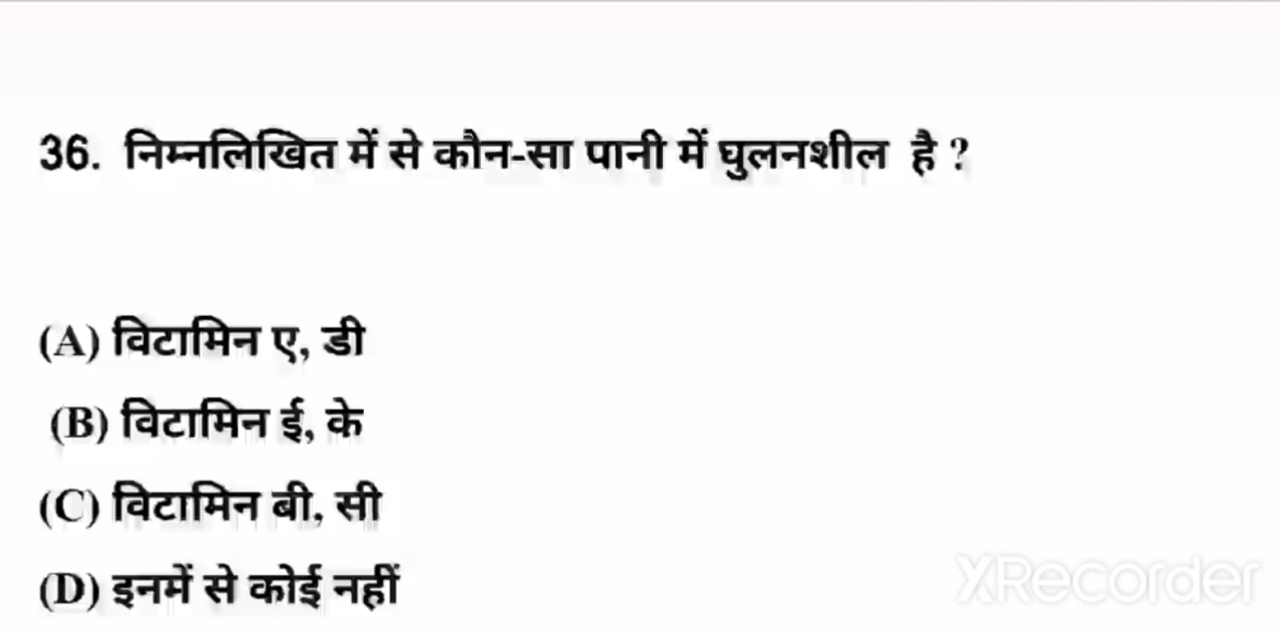 36. निम्नलिखित में से कौन-सा पानी में घुलनशील है ?
(A) विटामिन ए, डी
(B) विटामिन ई, के
(C) विटामिन बी, सी
(D) इनमें से कोई नहीं
XRecorder